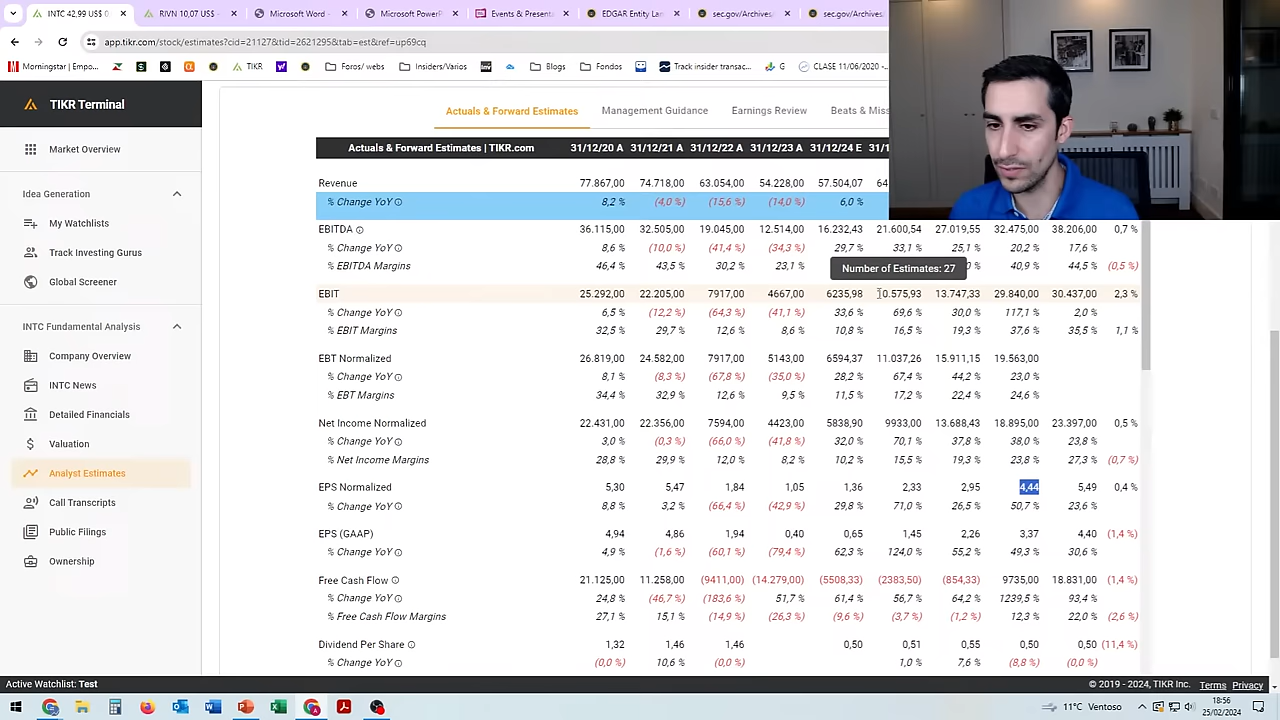 INTC 42.99 US$ 0
RIVN 10,07 US$
Microsoft Word -
Microsoft PowerP
Events & Presenta
EDGAR Entity Lan
sec.gov/Archives
sec.gov/Archives.
app.tikr.com/stock/estimates?cid=21127&tid=2621295&tab=est&ref=up69cq
Morningstar | Empo...
TIKR
Foros/webs
Insiders/Varios
Blogs
Fondos
Track insider transac...
G
CLASE 11/06/2020 -...
TIKR Terminal
Market Overview
Idea Generation
My Watchlists
Track Investing Gurus
Global Screener
INTC Fundamental Analysis
Company Overview
INTC News
Detailed Financials
Valuation
Analyst Estimates
Call Transcripts
Public Filings
Ownership
Actuals & Forward Estimates Management Guidance Earnings Review Beats & Miss
Actuals & Forward Estimates | TIKR.com 31/12/20 A 31/12/21 A 31/12/22 A 31/12/23 A 31/12/24 E 31/1
Revenue 77.867,00 74.718,00 63.054,00 54.228,00 57.504,07 64
% Change YoY 8,2 % (4,0 %) (15,6 %) (14,0 %) 6,0 %
EBITDA 36.115,00 32.505,00 19.045,00 12.514,00 16.232,43 21.600,54 27.019,55 32.475,00 38.206,00 0,7 %
% Change YoY 8,6 % (10,0 %) (41,4 %) (34,3 %) 29,7 % 33,1 % 25,1 % 20,2 % 17,6 %
% EBITDA Margins 46,4 % 43,5 % 30,2 % 23,1 % % 40,9 % 44,5 % (0,5 %)
Number of Estimates: 27
EBIT 25.292,00 22.205,00 7917,00 4667,00 6235,98 0.575,93 13.747,33 29.840,00 30.437,00 2,3 %
% Change YoY 6,5 % (12,2 %) (64,3 %) (41,1 %) 33,6 % 69,6 % 30,0 % 117,1 % 2,0 %
% EBIT Margins 32,5 % 29,7 % 12,6 % 8,6 % 10,8 % 16,5 % 19,3 % 37,6 % 35,5 % 1,1 %
EBT Normalized 26.819,00 24.582,00 7917,00 5143,00 6594,37 11.037,26 15.911,15 19.563,00
% Change YoY 8,1 % (8,3 %) (67,8 %) (35,0 %) 28,2 % 67,4 % 44,2 % 23,0 %
% EBT Margins 34,4 % 32,9 % 12,6 % 9,5 % 11,5 % 17,2 % 22,4 % 24,6 %
Net Income Normalized 22.431,00 22.356,00 7594,00 4423,00 5838,90 9933,00 13.688,43 18.895,00 23.397,00 0,5 %
% Change YoY 3,0 % (0,3 %) (66,0 %) (41,8 %) 32,0 % 70,1 % 37,8 % 38,0 % 23,8 %
% Net Income Margins 28,8 % 29,9 % 12,0 % 8,2 % 10,2 % 15,5 % 19,3 % 23,8 % 27,3 % (0,7 %)
EPS Normalized 5,30 5,47 1,84 1,05 1,36 2,33 2,95 4,44 5,49 0,4 %
% Change YoY 8,8 % 3,2 % (66,4 %) (42,9 %) 29,8 % 71,0 % 26,5 % 50,7 % 23,6 %
EPS (GAAP) 4,94 4,86 1,94 0,40 0,65 1,45 2,26 3,37 4,40 (1,4 %)
% Change YoY 4,9 % (1,6 %) (60,1 %) (79,4 %) 62,3 % 124,0 % 55,2 % 49,3 % 30,6 %
Free Cash Flow 21.125,00 11.258,00 (9411,00) (14.279,00) (5508,33) (2383,50) (854,33) 9735,00 18.831,00 (1,4 %)
% Change YoY 24,8 % (46,7 %) (183,6 %) 51,7 % 61,4 % 56,7 % 64,2 % 1239,5 % 93,4 %
% Free Cash Flow Margins 27,1 % 15,1 % (14,9 %) (26,3 %) (9,6 %) (3,7 %) (1,2 %) 12,3 % 22,0 % (2,6 %)
Dividend Per Share 1,32 1,46 1,46 0,50 0,51 0,55 0,50 0,50 (11,4 %)
% Change YoY (0,0 %) 10,6 % (0,0 %) 1,0 % 7,6 % (8,8 %) (0,0 %)
Active Watchlist: Test
© 2019 - 2024, TIKR Inc. Terms Privacy
11°C Ventoso
18:56
25/02/2024